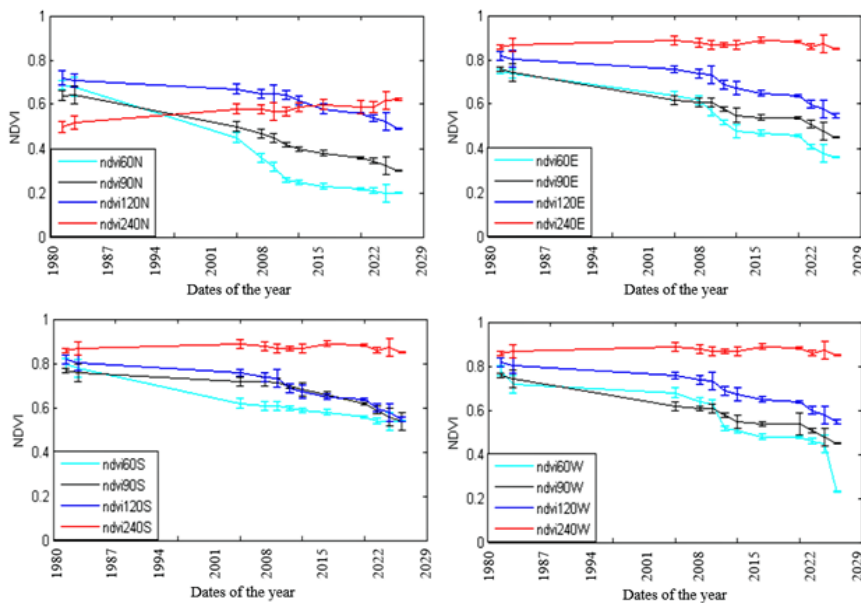 1
0.8
0.6
0.4
0.2
0
NDVI
ndvi60N
ndvi90N
ndvi120N
ndvi240N
1980
1987
1994
2001
2008
2015
2022
2029
Dates of the year
1
0.8
0.6
0.4
0.2
0
NDVI
ndvi60E
ndvi90E
ndvi120E
ndvi240E
1980
1987
1994
2001
2008
2015
2022
2029
Dates of the year
1
0.8
0.6
0.4
0.2
0
NDVI
ndvi60S
ndvi90S
ndvi120S
ndvi240S
1980
1987
1994
2001
2008
2015
2022
2029
Dates of the year
1
0.8
0.6
0.4
0.2
0
NDVI
ndvi60W
ndvi90W
ndvi120W
ndvi240W
1980
1987
1994
2001
2008
2015
2022
2029
Dates of the year